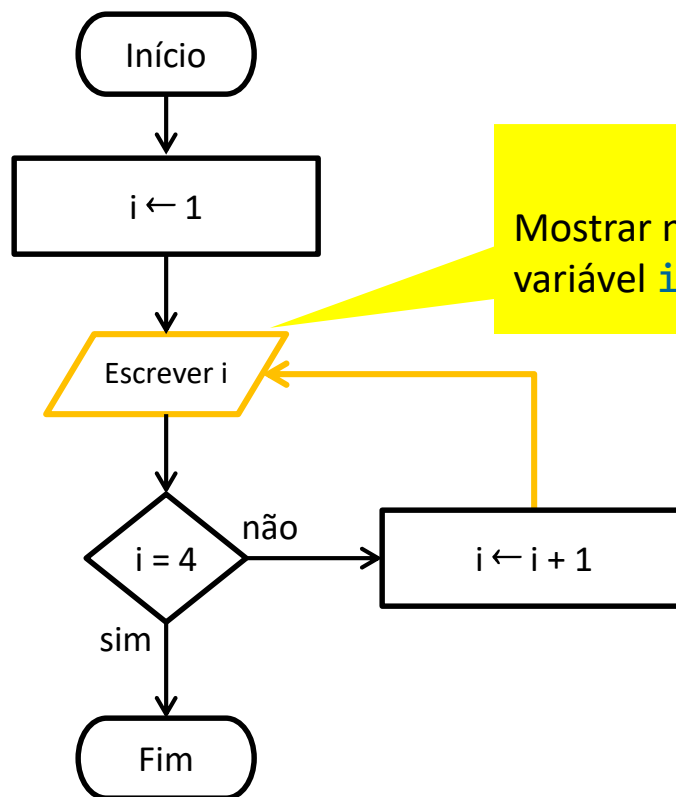 Início
i ← 1
Mostrar
variável i
Escrever i
não
i = 4
i ← i + 1
sim
Fim